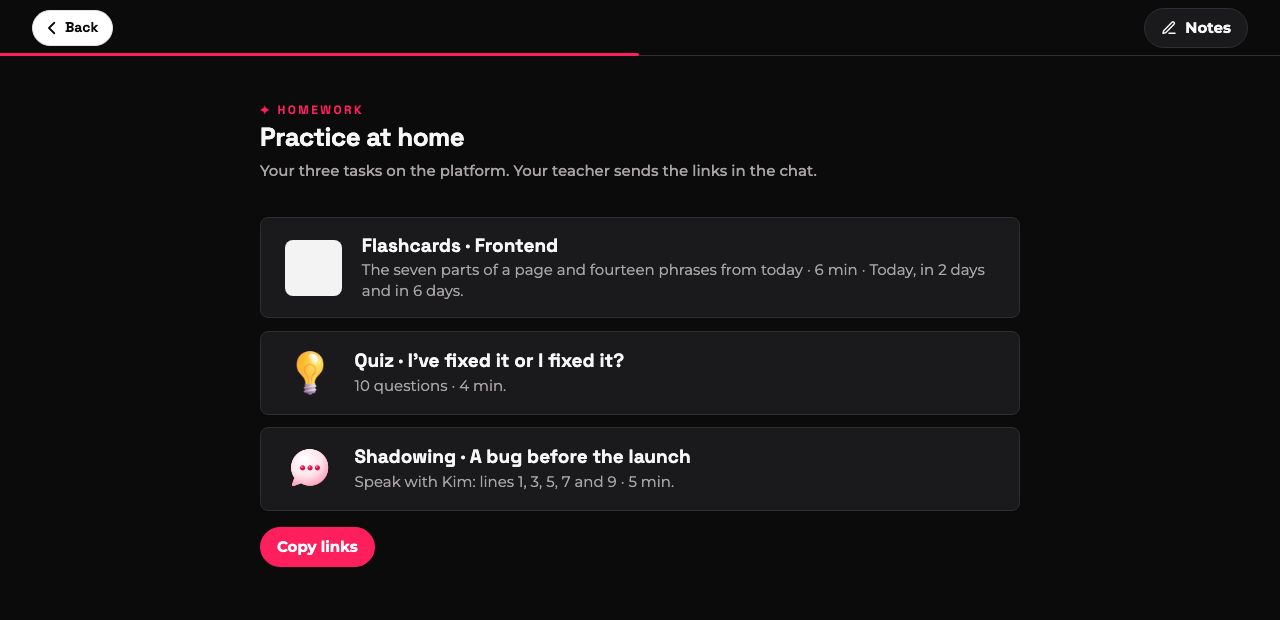 Back
Notes
HOMEWORK
Practice at home
Your three tasks on the platform. Your teacher sends the links in the chat.
Flashcards · Frontend
The seven parts of a page and fourteen phrases from today · 6 min · Today, in 2 days
and in 6 days.
Quiz · I’ve fixed it or I fixed it?
10 questions · 4 min.
Shadowing · A bug before the launch
Speak with Kim: lines 1, 3, 5, 7 and 9 · 5 min.
Copy links